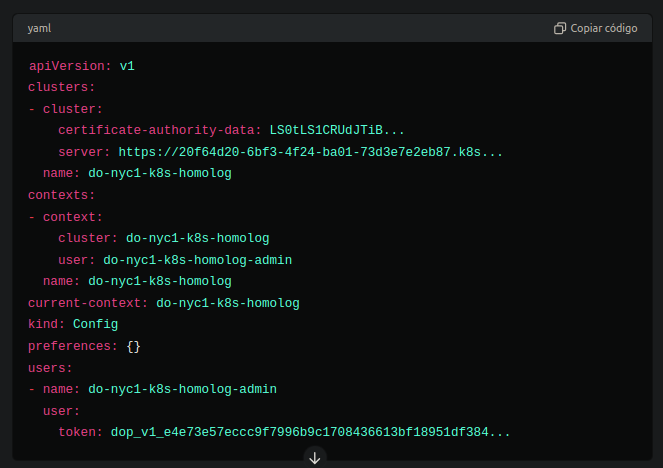 yaml
Copiar código
apiVersion: v1
clusters:
- cluster:
    certificate-authority-data: LS0tLS1CRUdJTiB...
    server: https://20f64d20-6bf3-4f24-ba01-73d3e7e2eb87.k8s...
  name: do-nyc1-k8s-homolog
contexts:
- context:
    cluster: do-nyc1-k8s-homolog
    user: do-nyc1-k8s-homolog-admin
  name: do-nyc1-k8s-homolog
current-context: do-nyc1-k8s-homolog
kind: Config
preferences: {}
users:
- name: do-nyc1-k8s-homolog-admin
  user:
    token: dop_v1_e4e73e57eccc9f7996b9c1708436613bf18951df384...